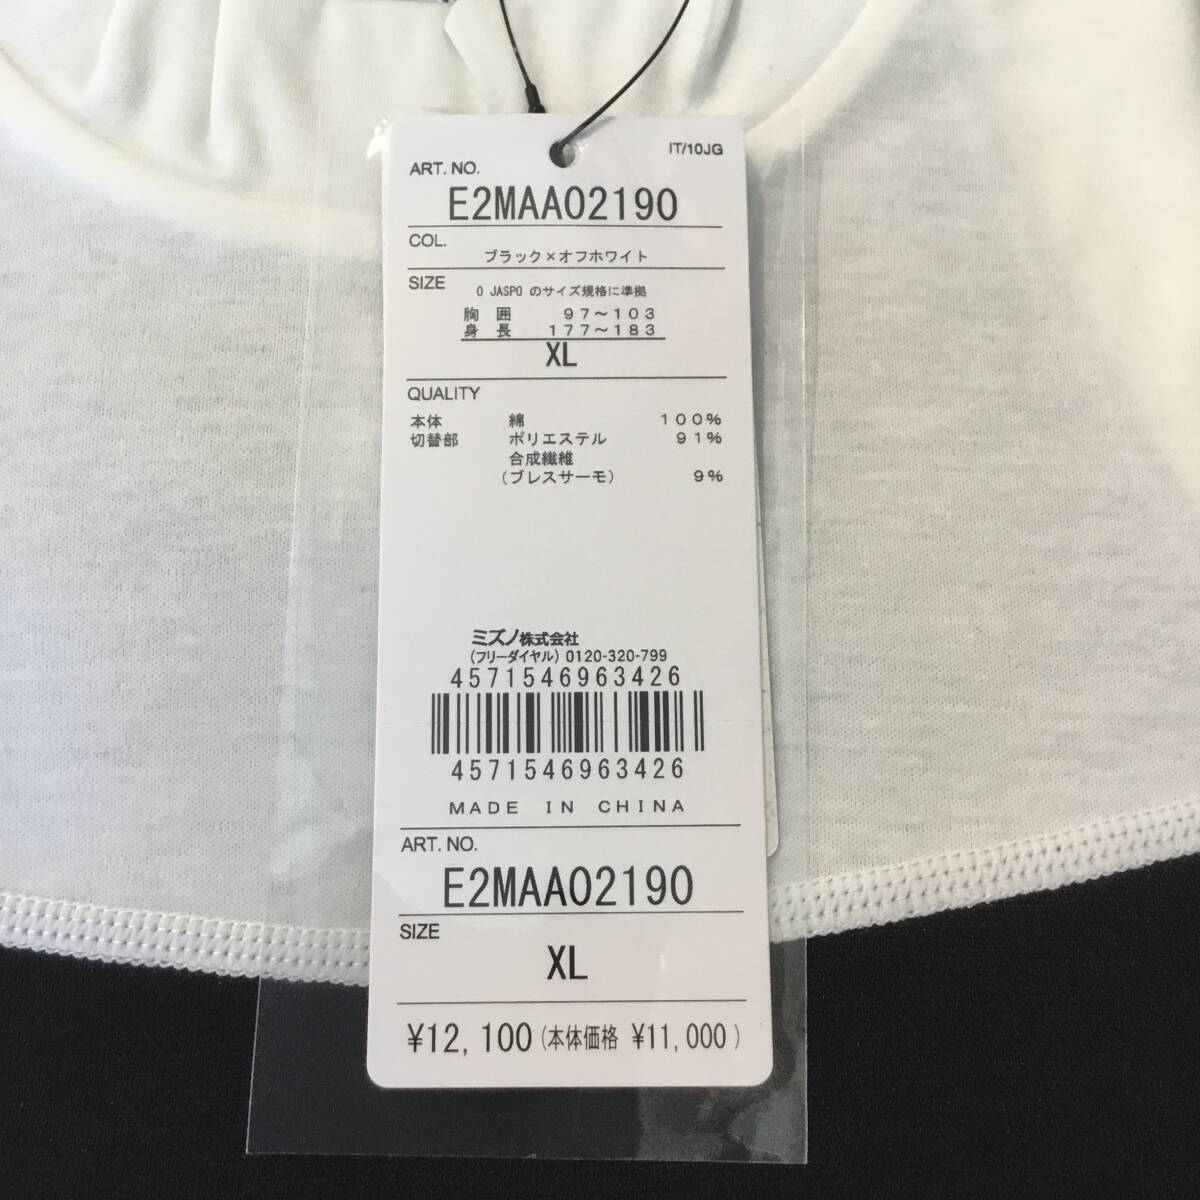 IT/10JG
ART. NO.
E2MAA02190
COL.
ブラック×オフホワイト
SIZE
O JASPO のサイズ規格に準拠
胸囲 97～103
身長 177～183
XL
QUALITY
本体 綿 100%
切替部 ポリエステル 91%
合成繊維
(ブレスサーモ) 9%
ミズノ株式会社
(フリーダイヤル) 0120-320-799
4571546963426
4571546963426
MADE IN CHINA
ART. NO.
E2MAA02190
SIZE
XL
¥12,100(本体価格 ¥11,000)